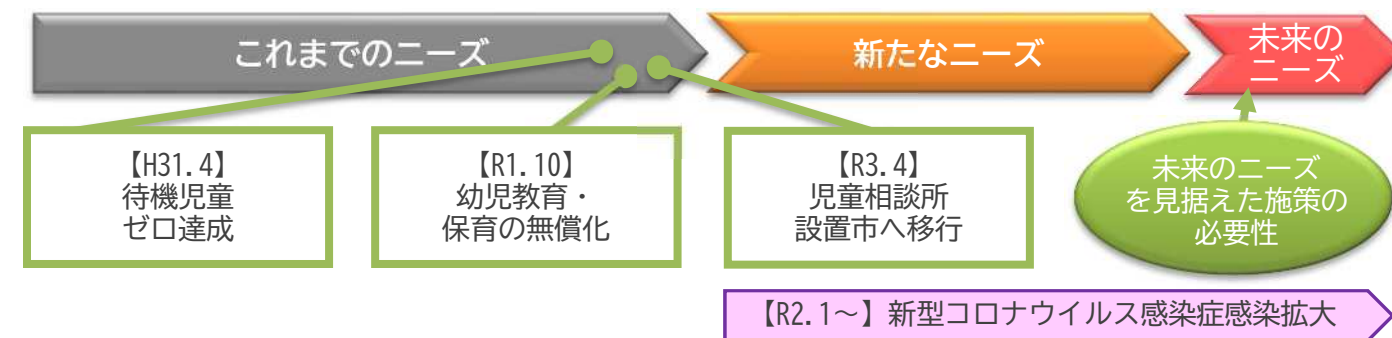 これまでのニーズ
新たなニーズ
未来の
ニーズ
【H31.4】
待機児童
ゼロ達成
【R1.10】
幼児教育・
保育の無償化
【R3.4】
児童相談所
設置市へ移行
未来のニーズ
を見据えた施策の
必要性
【R2.1～】新型コロナウイルス感染症感染拡大